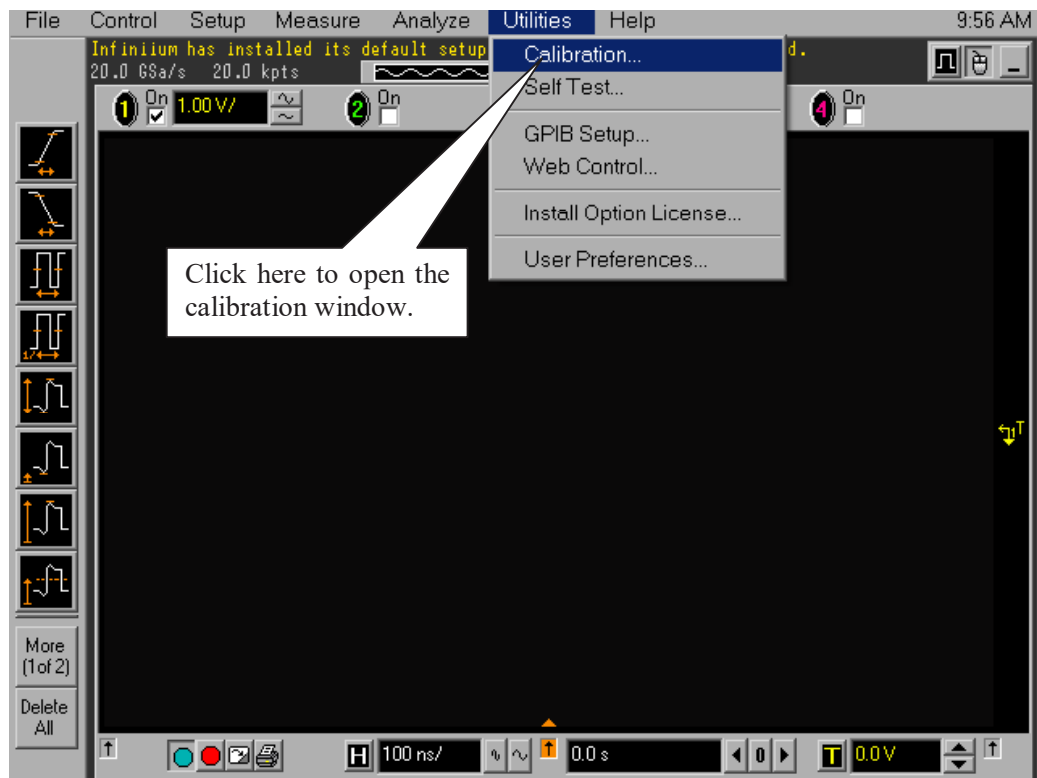 File Control Setup Measure Analyze Utilities Help 9:56 AM
Infiniium has installed its default setup d.
20.0 GSa/s 20.0 kpts
1 On 1.00 V/ 2 On 4 On
Calibration...
Self Test...
GPIB Setup...
Web Control...
Install Option License...
User Preferences...
Click here to open the
calibration window.
1/
T
More
(1of 2)
Delete
All
H 100 ns/ T 0.0 s 0 T 0.0 V